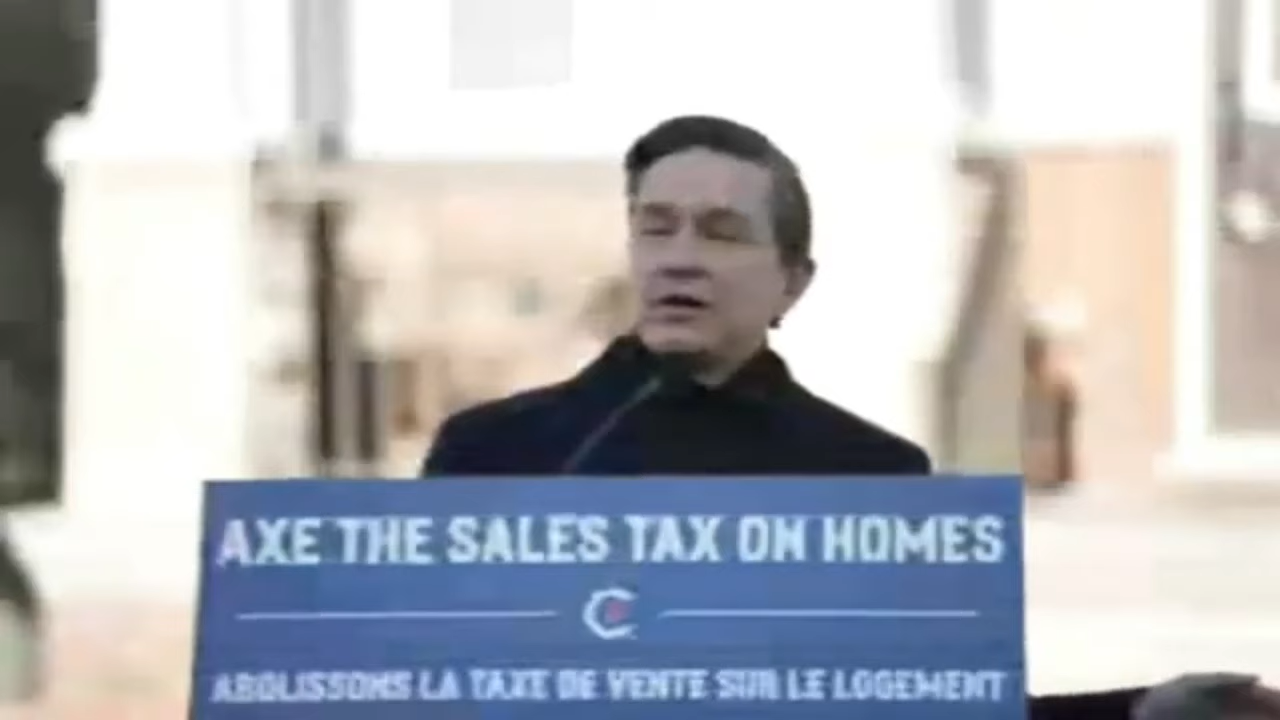 AXE THE SALES TAX ON HOMES
ABOLISSONS LA TAXE DE VENTE SUR LE LOGEMENT